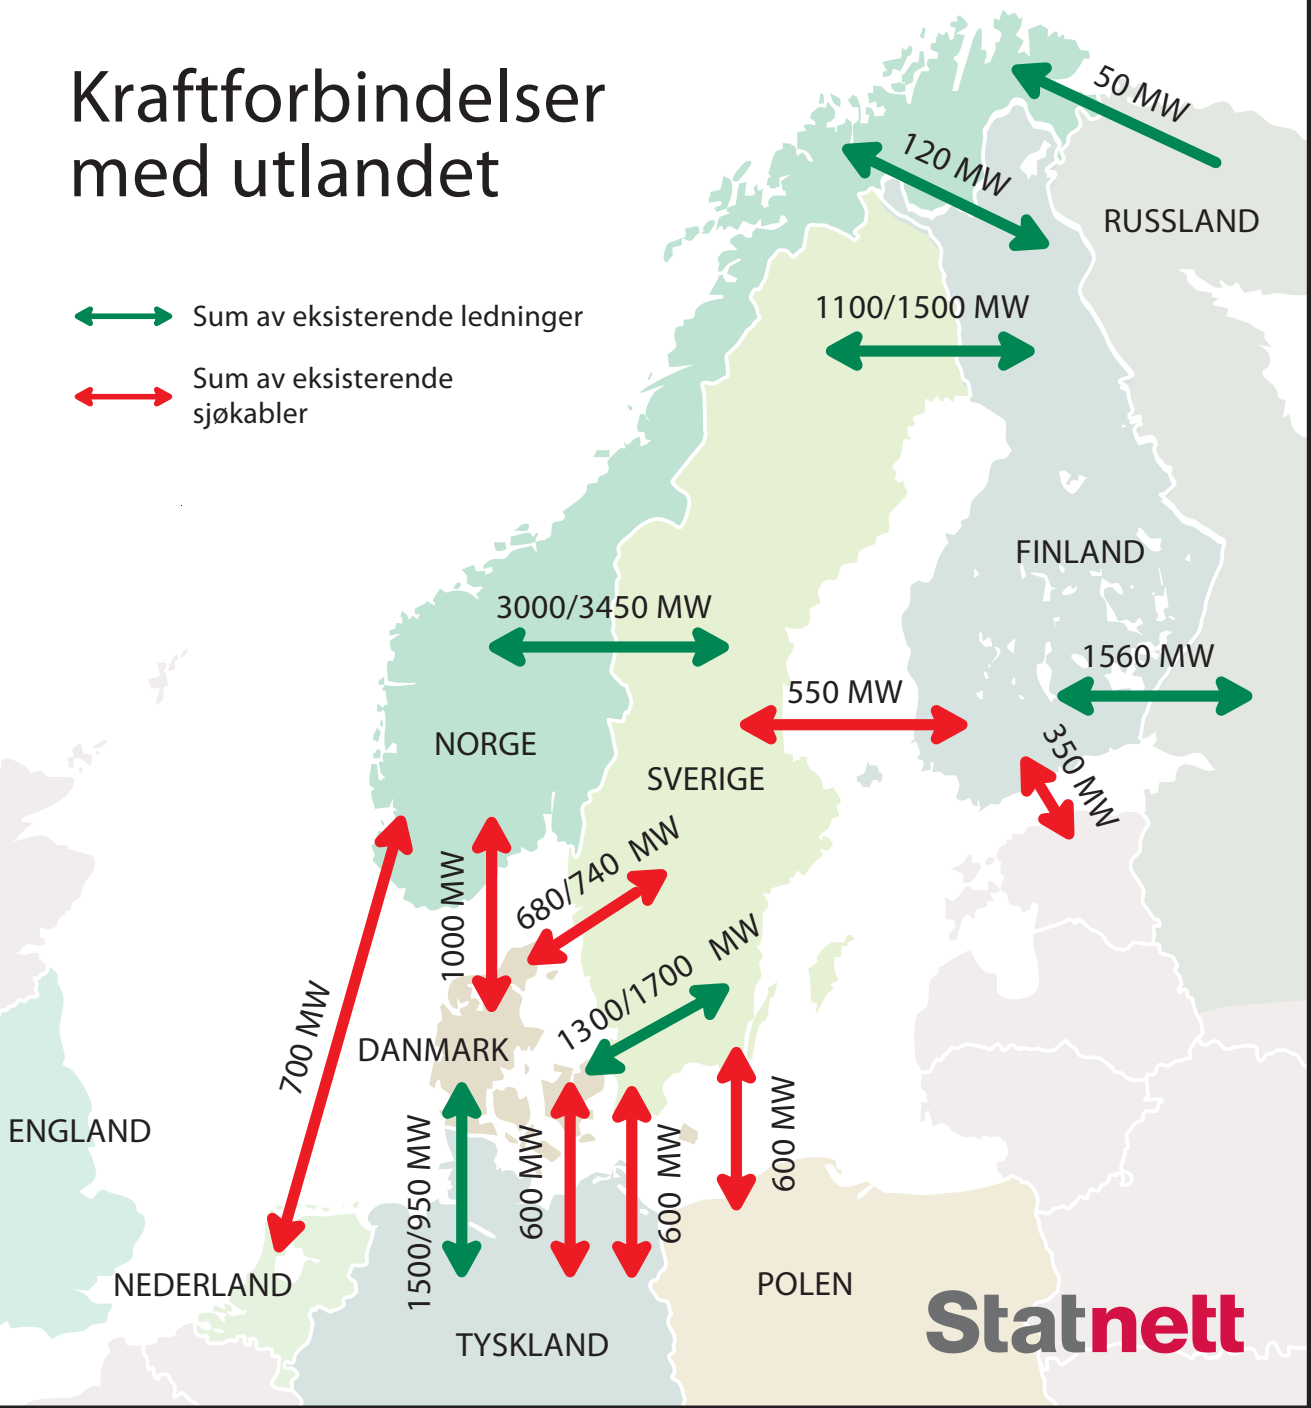 Kraftforbindelser
med utlandet
Sum av eksisterende ledninger
Sum av eksisterende
sjøkabler
50 MW
120 MW
RUSSLAND
1100/1500 MW
FINLAND
3000/3450 MW
1560 MW
550 MW
350 MW
NORGE
SVERIGE
680/740 MW
1000 MW
1300/1700 MW
700 MW
DANMARK
ENGLAND
1500/950 MW
600 MW
600 MW
600 MW
NEDERLAND
POLEN
TYSKLAND
Statnett